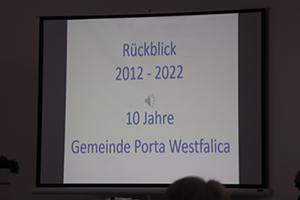 Rückblick
2012 - 2022
10 Jahre
Gemeinde Porta Westfalica